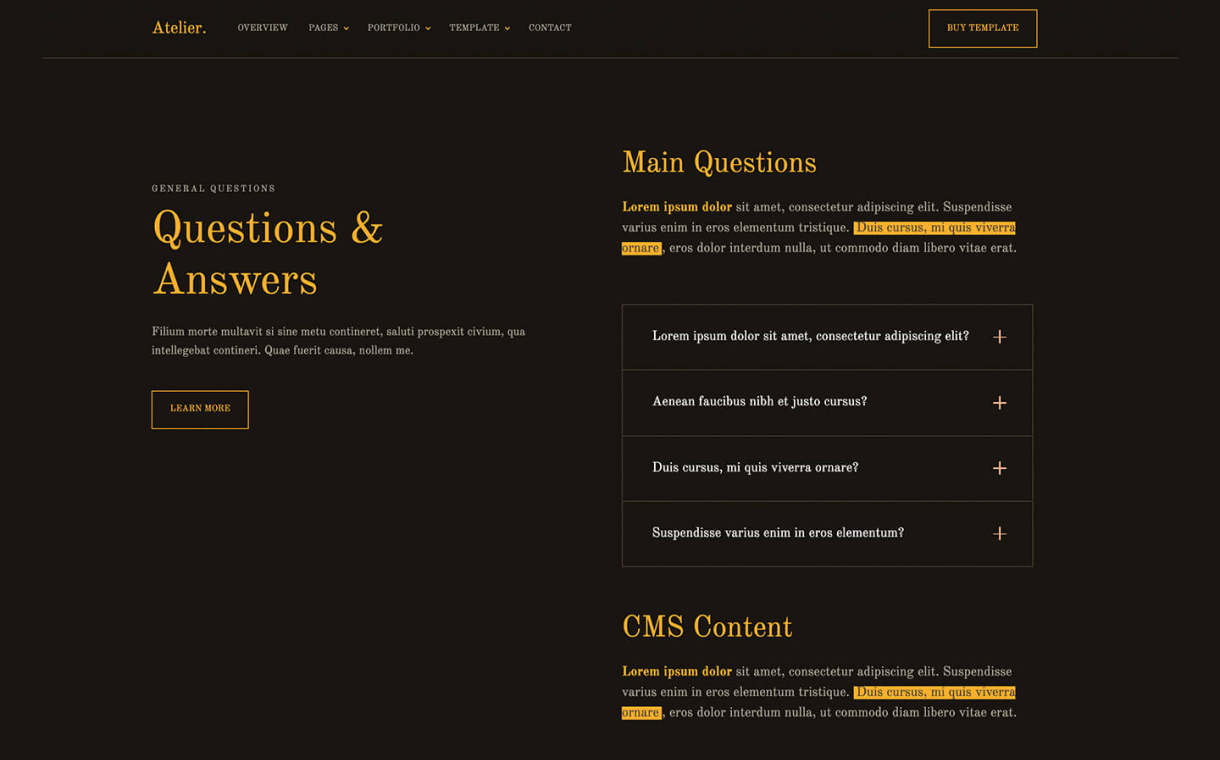 Atelier. OVERVIEW PAGES PORTFOLIO TEMPLATE CONTACT BUY TEMPLATE
GENERAL QUESTIONS
Questions &
Answers
Filium morte multavit si sine metu contineret, saluti prospexit civium, qua
intellegebat contineri. Quae fuerit causa, nollem me.
LEARN MORE
Main Questions
Lorem ipsum dolor sit amet, consectetur adipiscing elit. Suspendisse
varius enim in eros elementum tristique. Duis cursus, mi quis viverra
ornare, eros dolor interdum nulla, ut commodo diam libero vitae erat.
Lorem ipsum dolor sit amet, consectetur adipiscing elit?
Aenean faucibus nibh et justo cursus?
Duis cursus, mi quis viverra ornare?
Suspendisse varius enim in eros elementum?
CMS Content
Lorem ipsum dolor sit amet, consectetur adipiscing elit. Suspendisse
varius enim in eros elementum tristique. Duis cursus, mi quis viverra
ornare, eros dolor interdum nulla, ut commodo diam libero vitae erat.